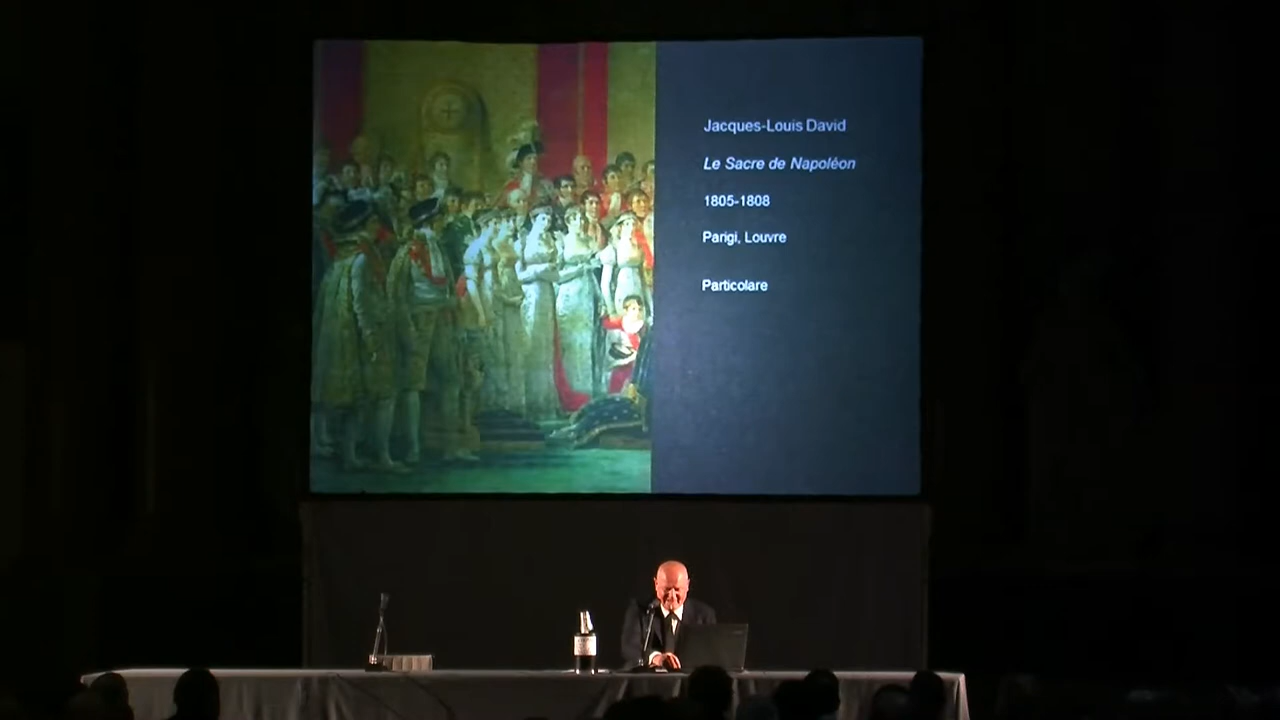 Jacques-Louis David
Le Sacre de Napoléon
1805-1808
Parigi, Louvre
Particolare